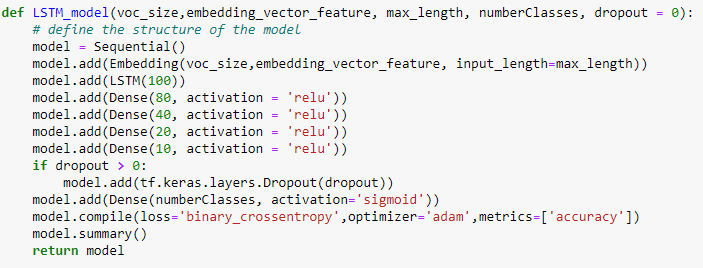 def LSTM_model(voc_size,embedding_vector_feature, max_length, numberClasses, dropout = 0):
    # define the structure of the model
    model = Sequential()
    model.add(Embedding(voc_size,embedding_vector_feature, input_length=max_length))
    model.add(LSTM(100))
    model.add(Dense(80, activation = 'relu'))
    model.add(Dense(40, activation = 'relu'))
    model.add(Dense(20, activation = 'relu'))
    model.add(Dense(10, activation = 'relu'))
    if dropout > 0:
        model.add(tf.keras.layers.Dropout(dropout))
    model.add(Dense(numberClasses, activation='sigmoid'))
    model.compile(loss='binary_crossentropy',optimizer='adam',metrics=['accuracy'])
    model.summary()
    return model